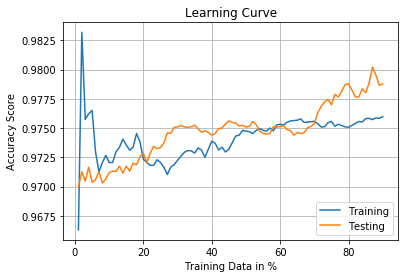 Learning Curve
Accuracy Score
0.9825
0.9800
0.9775
0.9750
0.9725
0.9700
0.9675
Training
Testing
0
20
40
60
80
Training Data in %